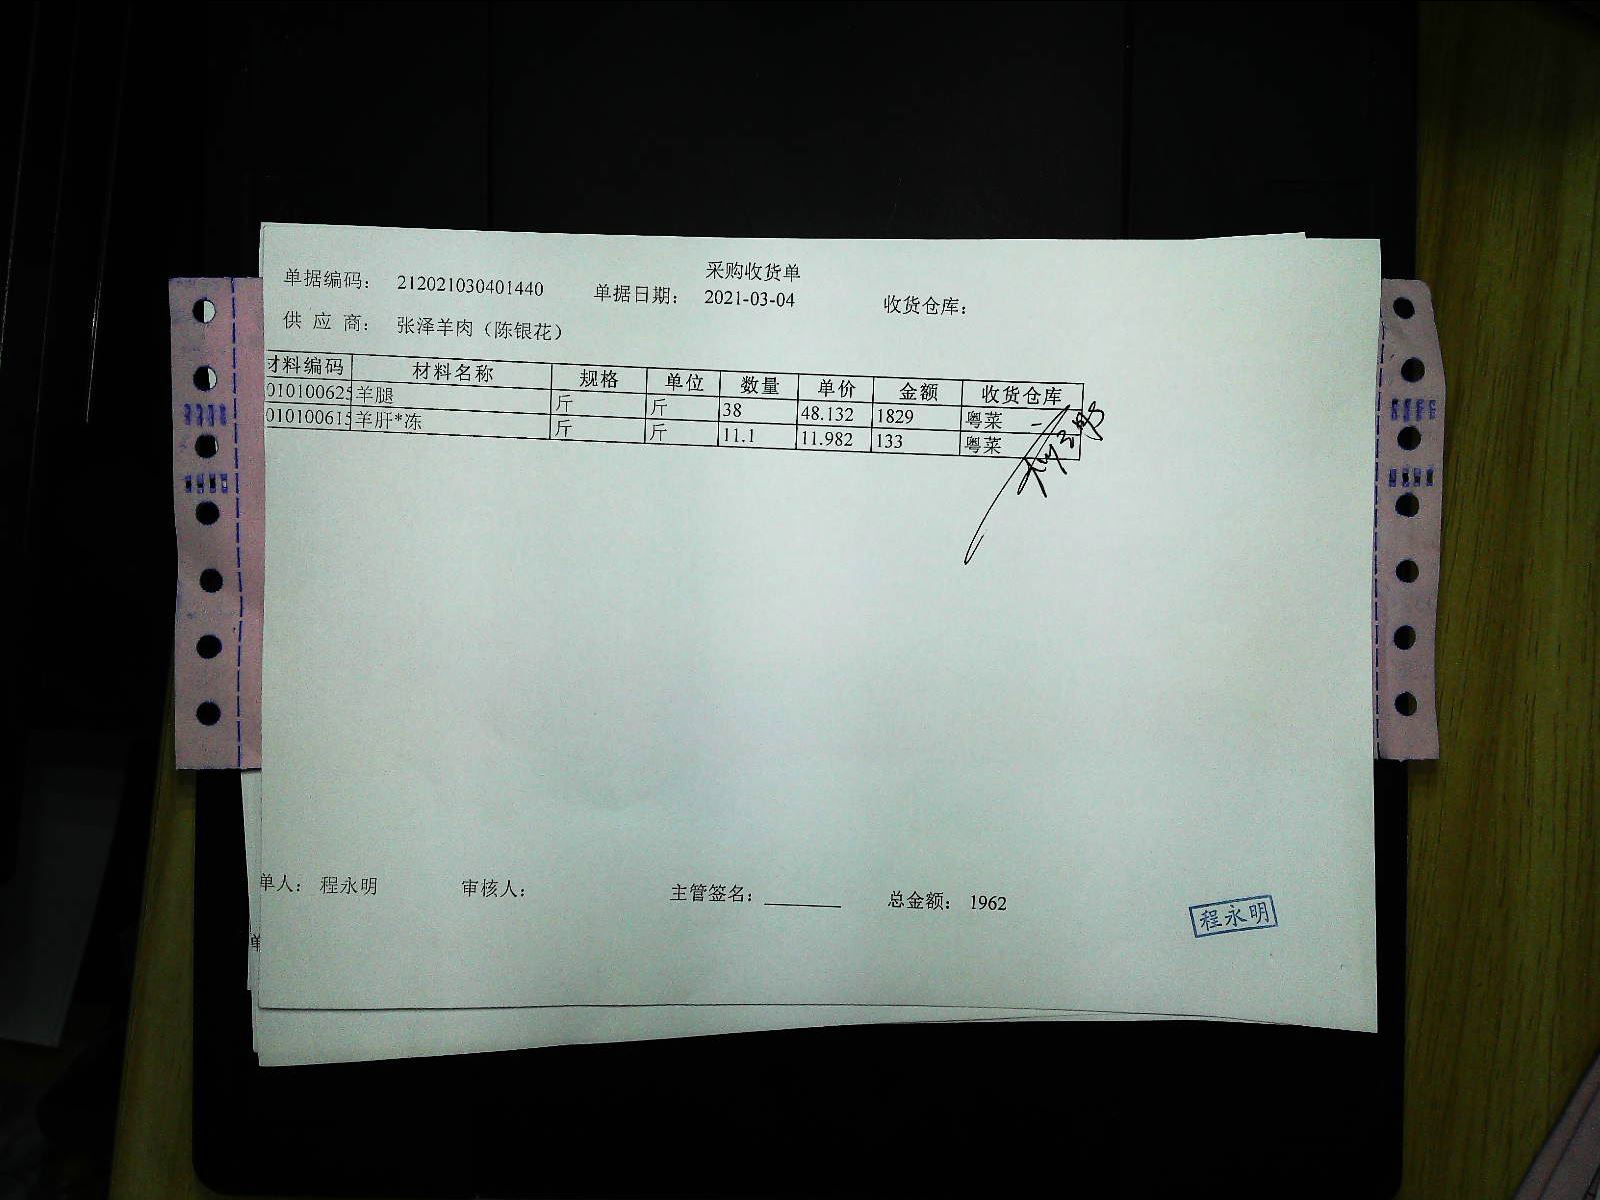 采购收货单
单据编码： 212021030401440 单据日期： 2021-03-04 收货仓库：
供 应 商： 张泽羊肉（陈银花）
材料编码 材料名称 规格 单位 数量 单价 金额 收货仓库
010100625 羊腿 斤 斤 38 48.132 1829 粤菜
010100615 羊肝*冻 斤 斤 11.1 11.982 133 粤菜
单人： 程永明 审核人： 主管签名： 总金额： 1962
程永明
单